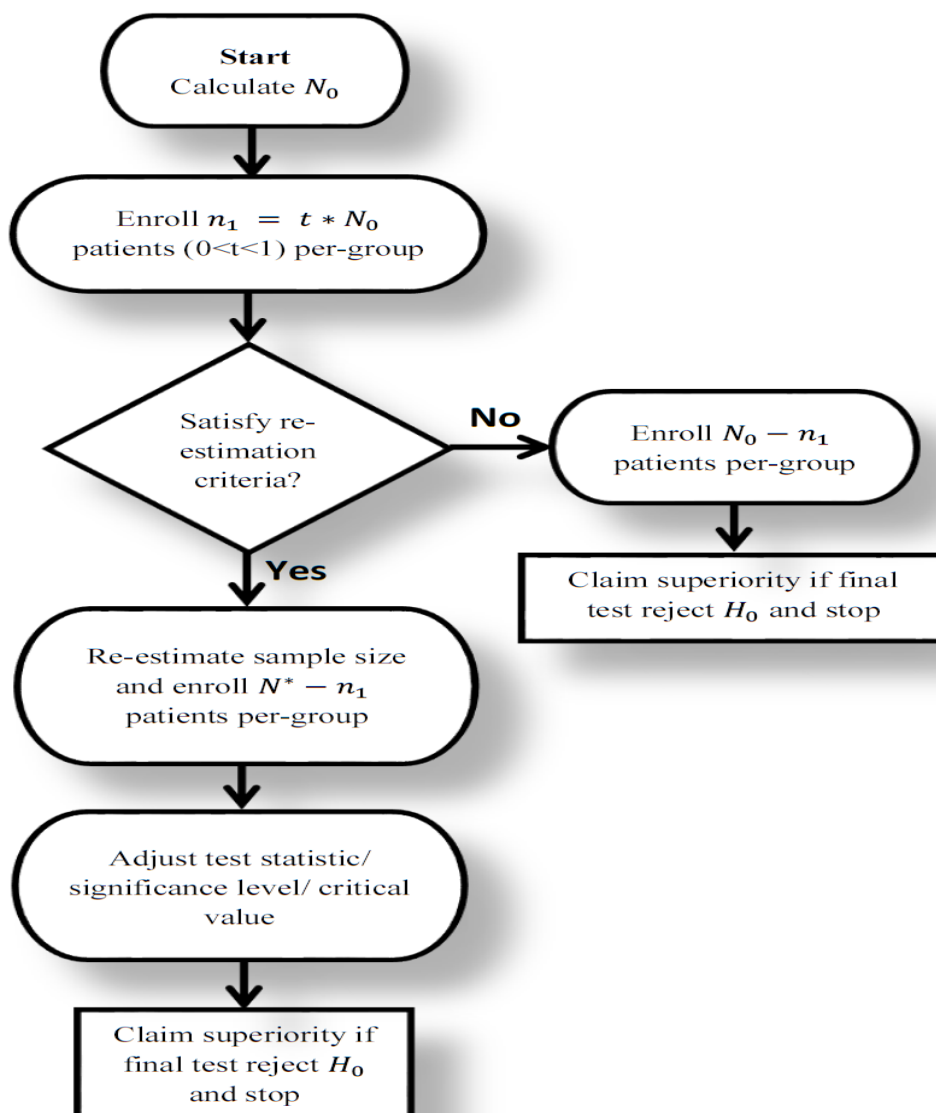 Start
Calculate N₀
Enroll n₁ = t * N₀
patients (0<t<1) per-group
Satisfy re-
estimation
criteria?
No
Enroll N₀ − n₁
patients per-group
Claim superiority if final
test reject H₀ and stop
Yes
Re-estimate sample size
and enroll N* − n₁
patients per-group
Adjust test statistic/
significance level/ critical
value
Claim superiority if
final test reject H₀
and stop